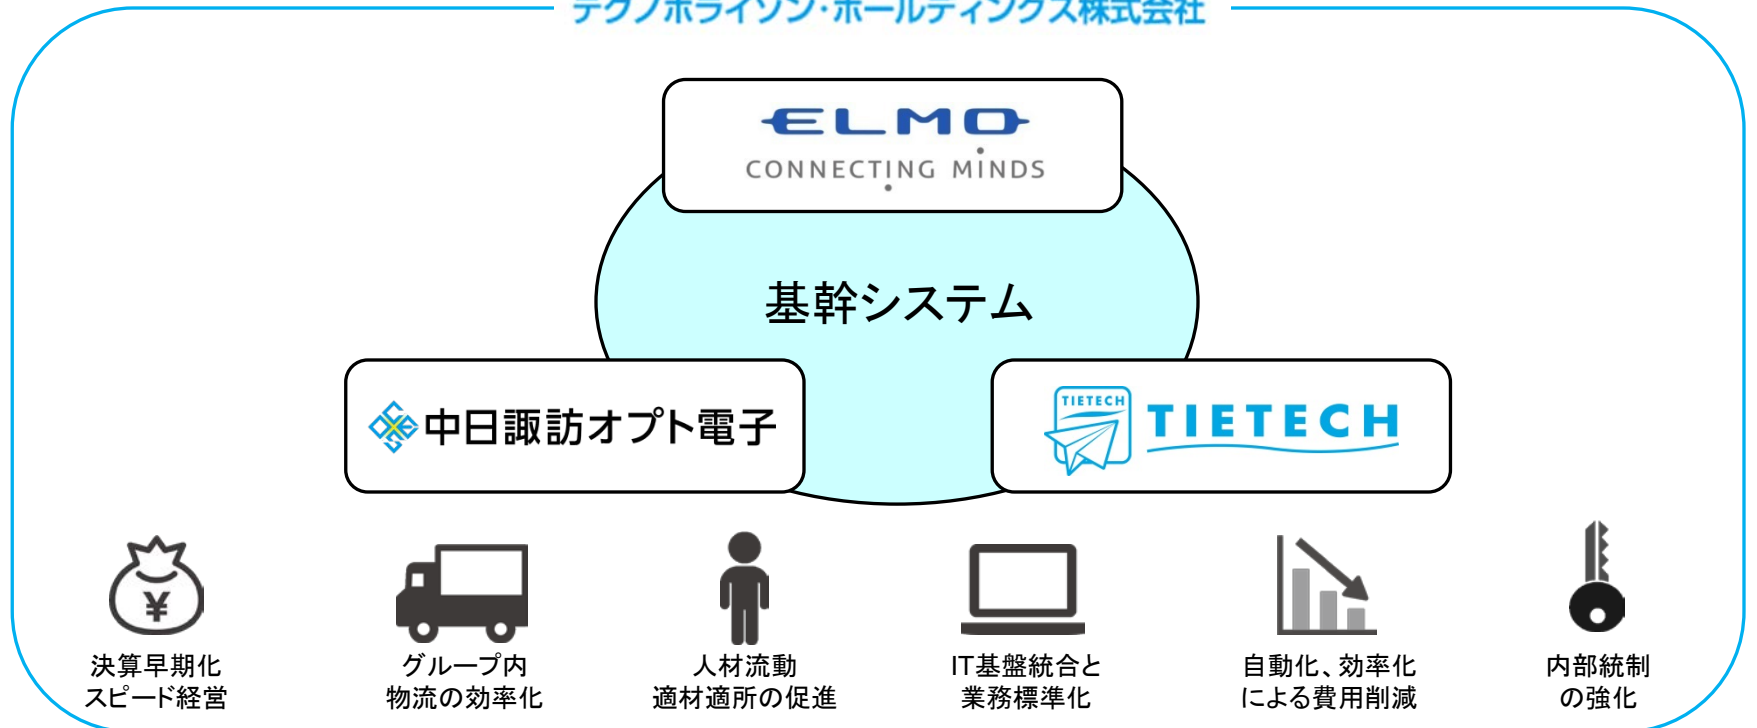 テクノホライゾン・ホールディングス株式会社
ELMO
CONNECTING MINDS
基幹システム
中日諏訪オプト電子
TIETECH
TIETECH
¥
決算早期化
スピード経営
グループ内
物流の効率化
人材流動
適材適所の促進
IT基盤統合と
業務標準化
自動化、効率化
による費用削減
内部統制
の強化